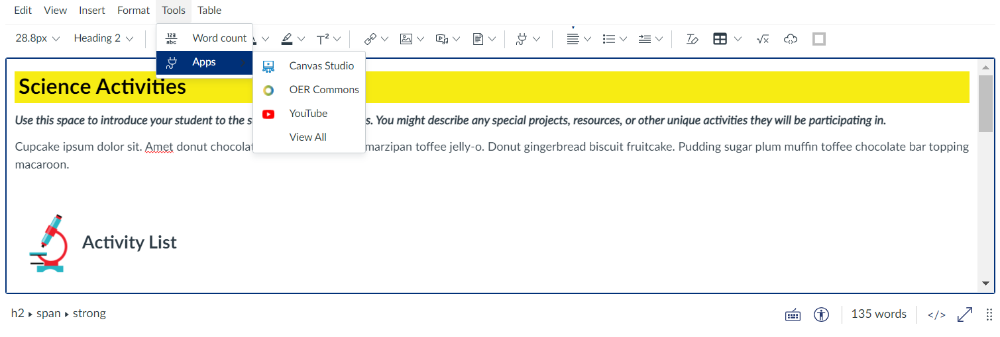 Edit View Insert Format Tools Table
28.8px Heading 2
Word count
Apps
Canvas Studio
OER Commons
YouTube
View All
Science Activities
Use this space to introduce your student to the s s. You might describe any special projects, resources, or other unique activities they will be participating in.
Cupcake ipsum dolor sit. Amet donut chocolat marzipan toffee jelly-o. Donut gingerbread biscuit fruitcake. Pudding sugar plum muffin toffee chocolate bar topping
macaroon.
Activity List
h2 ▸ span ▸ strong 135 words </>